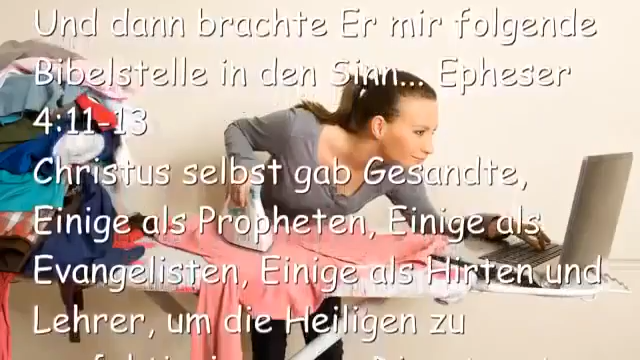 Und dann brachte Er mir folgende
Bibelstelle in den Sinn... Epheser
4:11-13
Christus selbst gab Gesandte,
Einige als Propheten, Einige als
Evangelisten, Einige als Hirten und
Lehrer, um die Heiligen zu